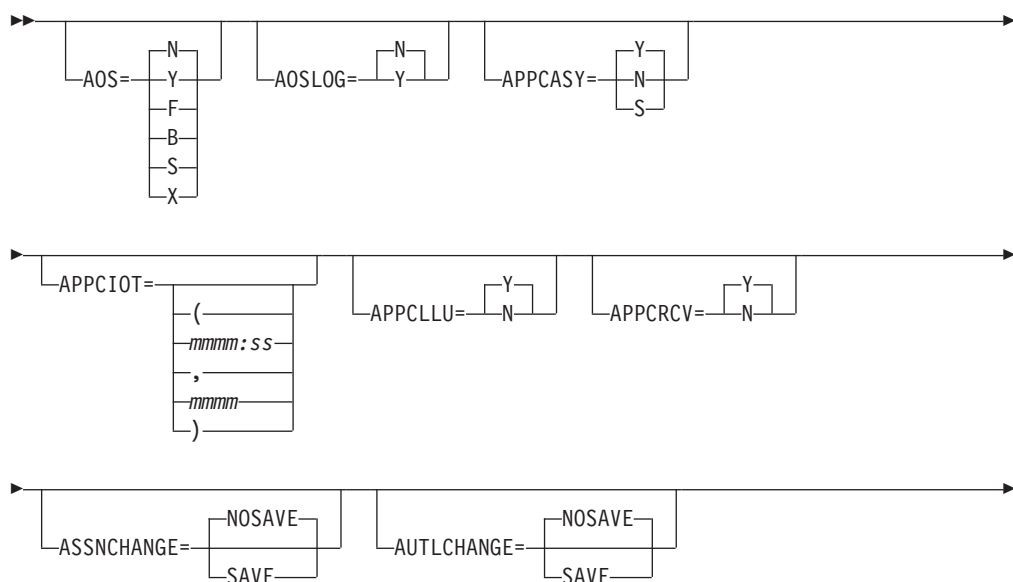 N N Y
AOS= Y AOSLOG= Y APPCASY= N
F S
B
S
X
APPCIOT= Y Y
( APPCLLU= N APPCRCV= N
mmmm:ss
,
mmmm
)
NOSAVE NOSAVE
ASSNCHANGE= AUTLCHANGE=
SAVE SAVE